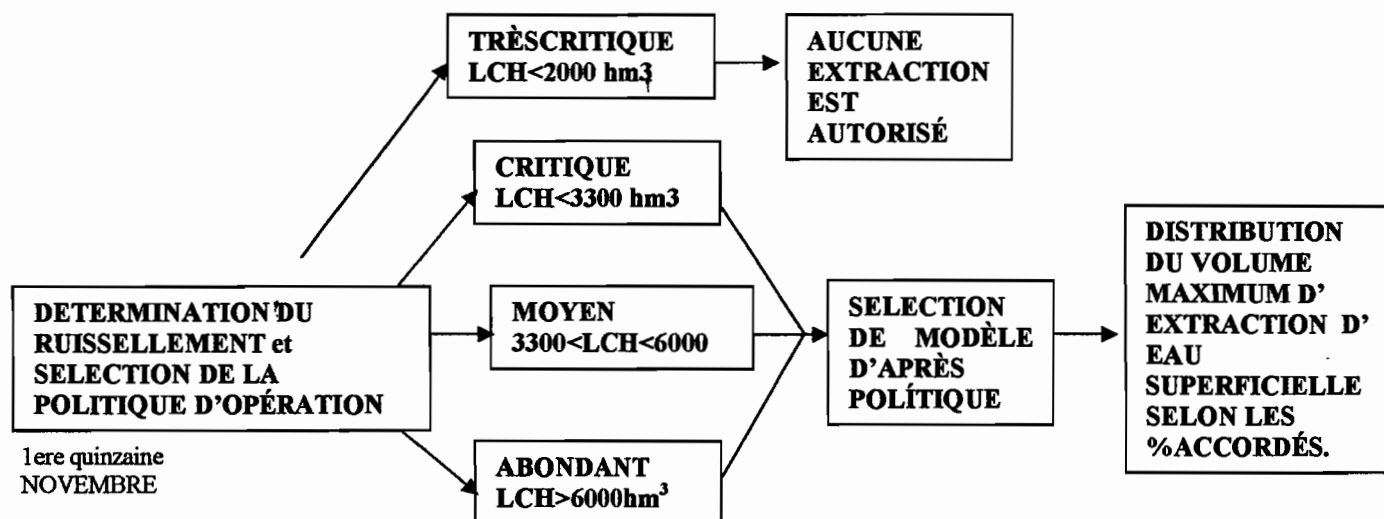 TRÈSCRITIQUE
LCH<2000 hm3
AUCUNE
EXTRACTION
EST
AUTORISÉ
CRITIQUE
LCH<3300 hm3
DETERMINATION DU
RUISSELLEMENT et
SELECTION DE LA
POLITIQUE D'OPÉRATION
1ere quinzaine
NOVEMBRE
MOYEN
3300<LCH<6000
ABONDANT
LCH>6000hm³
SELECTION
DE MODÈLE
D'APRÈS
POLÍTIQUE
DISTRIBUTION
DU VOLUME
MAXIMUM D'
EXTRACTION D'
EAU
SUPERFICIELLE
SELON LES
%ACCORDÉS.